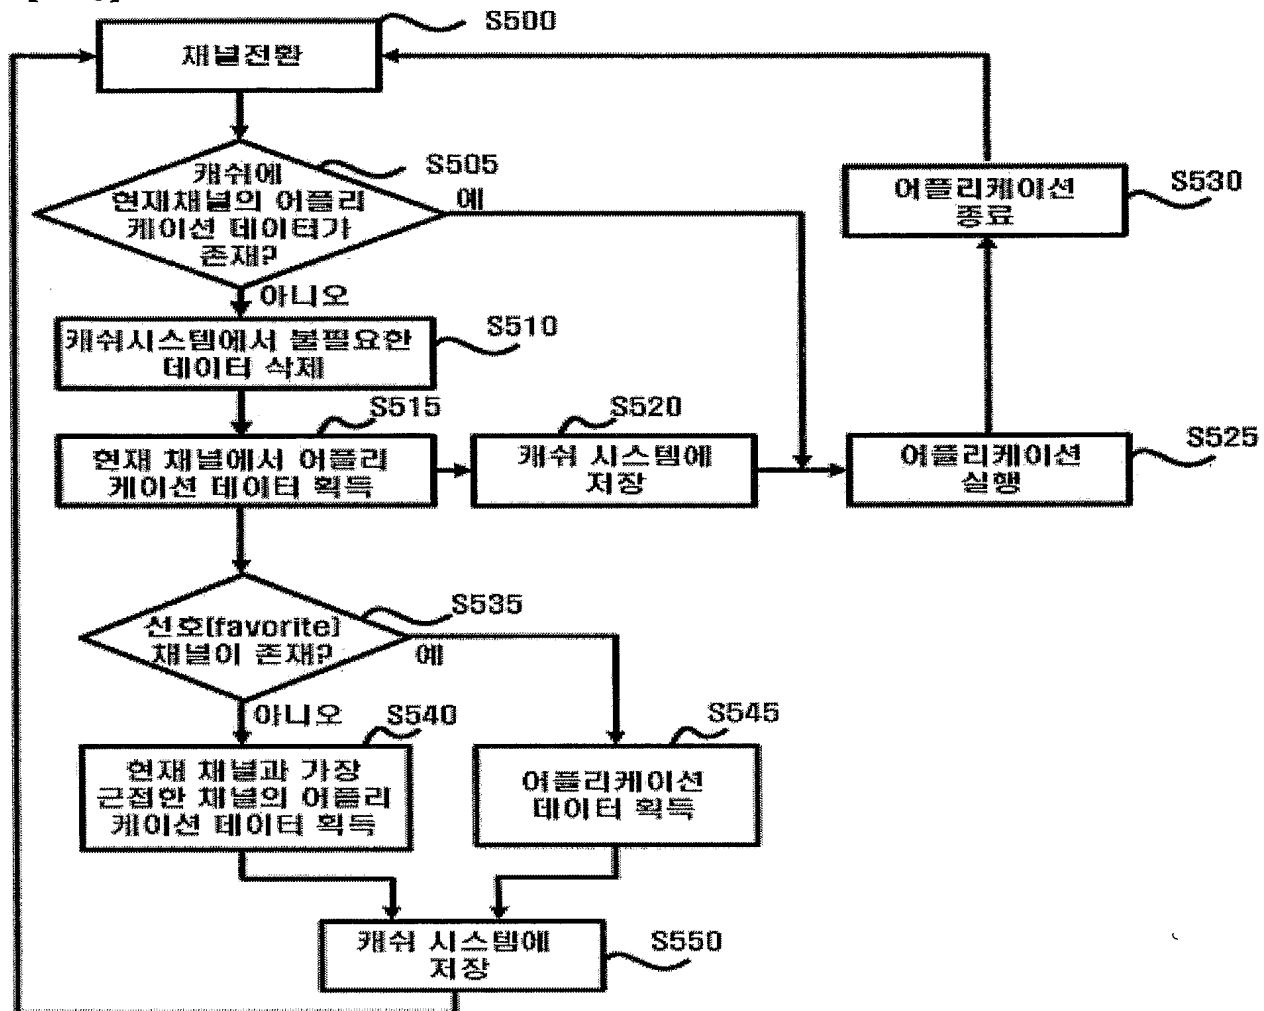 S500
채널전환
S505
캐쉬에
현재채널의 어플리
케이션 데이터가
존재?
예
아니오
S530
어플리케이션
종료
S510
캐쉬시스템에서 불필요한
데이터 삭제
S515
현재 채널에서 어플리
케이션 데이터 획득
S520
캐쉬 시스템에
저장
S525
어플리케이션
실행
S535
선호(favorite)
채널이 존재?
예
아니오
S540
현재 채널과 가장
근접한 채널의 어플리
케이션 데이터 획득
S545
어플리케이션
데이터 획득
S550
캐쉬 시스템에
저장